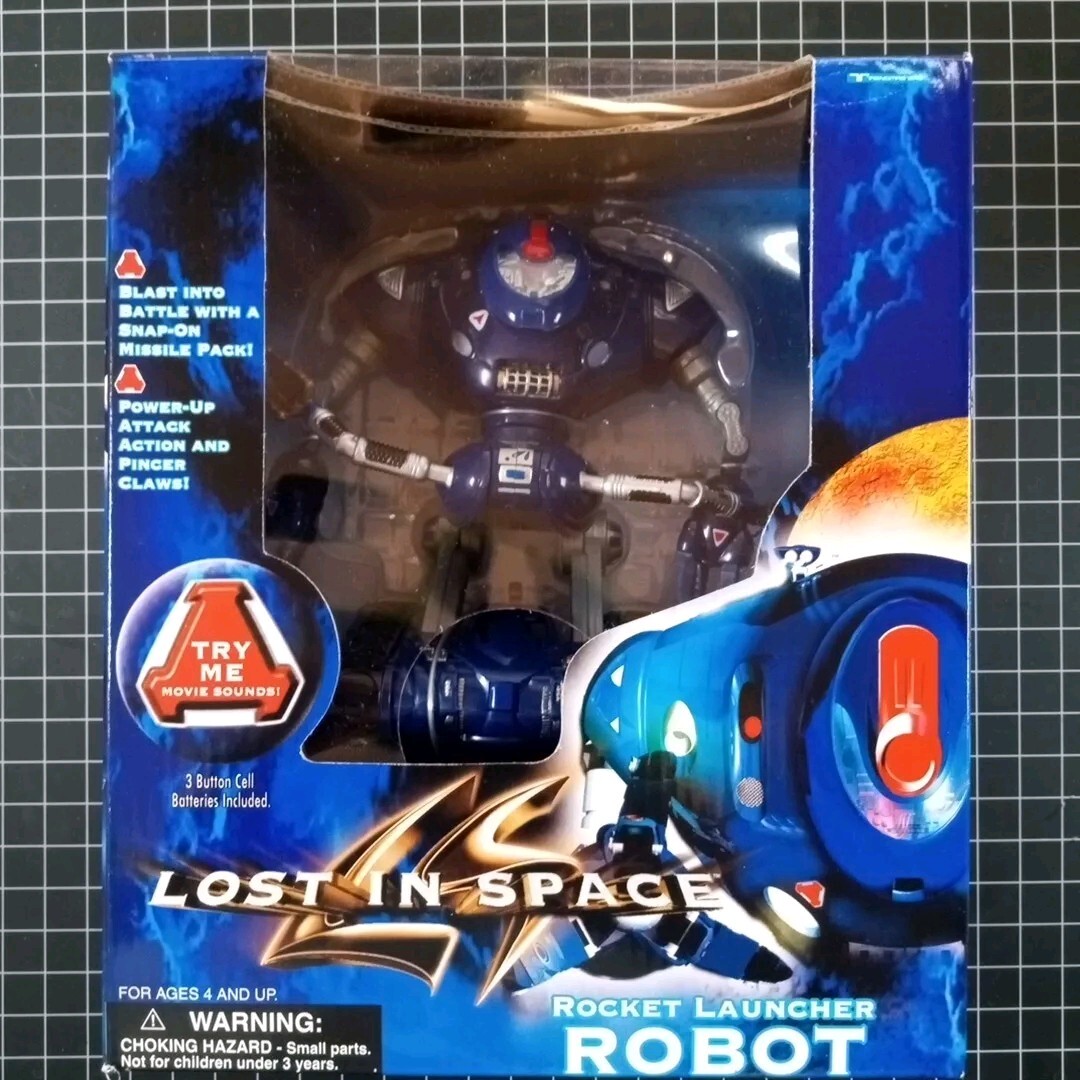 BLAST INTO
BATTLE WITH A
SNAP-ON
MISSILE PACK!
POWER-UP
ATTACK
ACTION AND
PINCER
CLAWS!
TRY
ME
MOVIE SOUNDS!
3 Button Cell
Batteries Included.
LOST IN SPACE
FOR AGES 4 AND UP.
WARNING:
CHOKING HAZARD - Small parts.
Not for children under 3 years.
ROCKET LAUNCHER
ROBOT